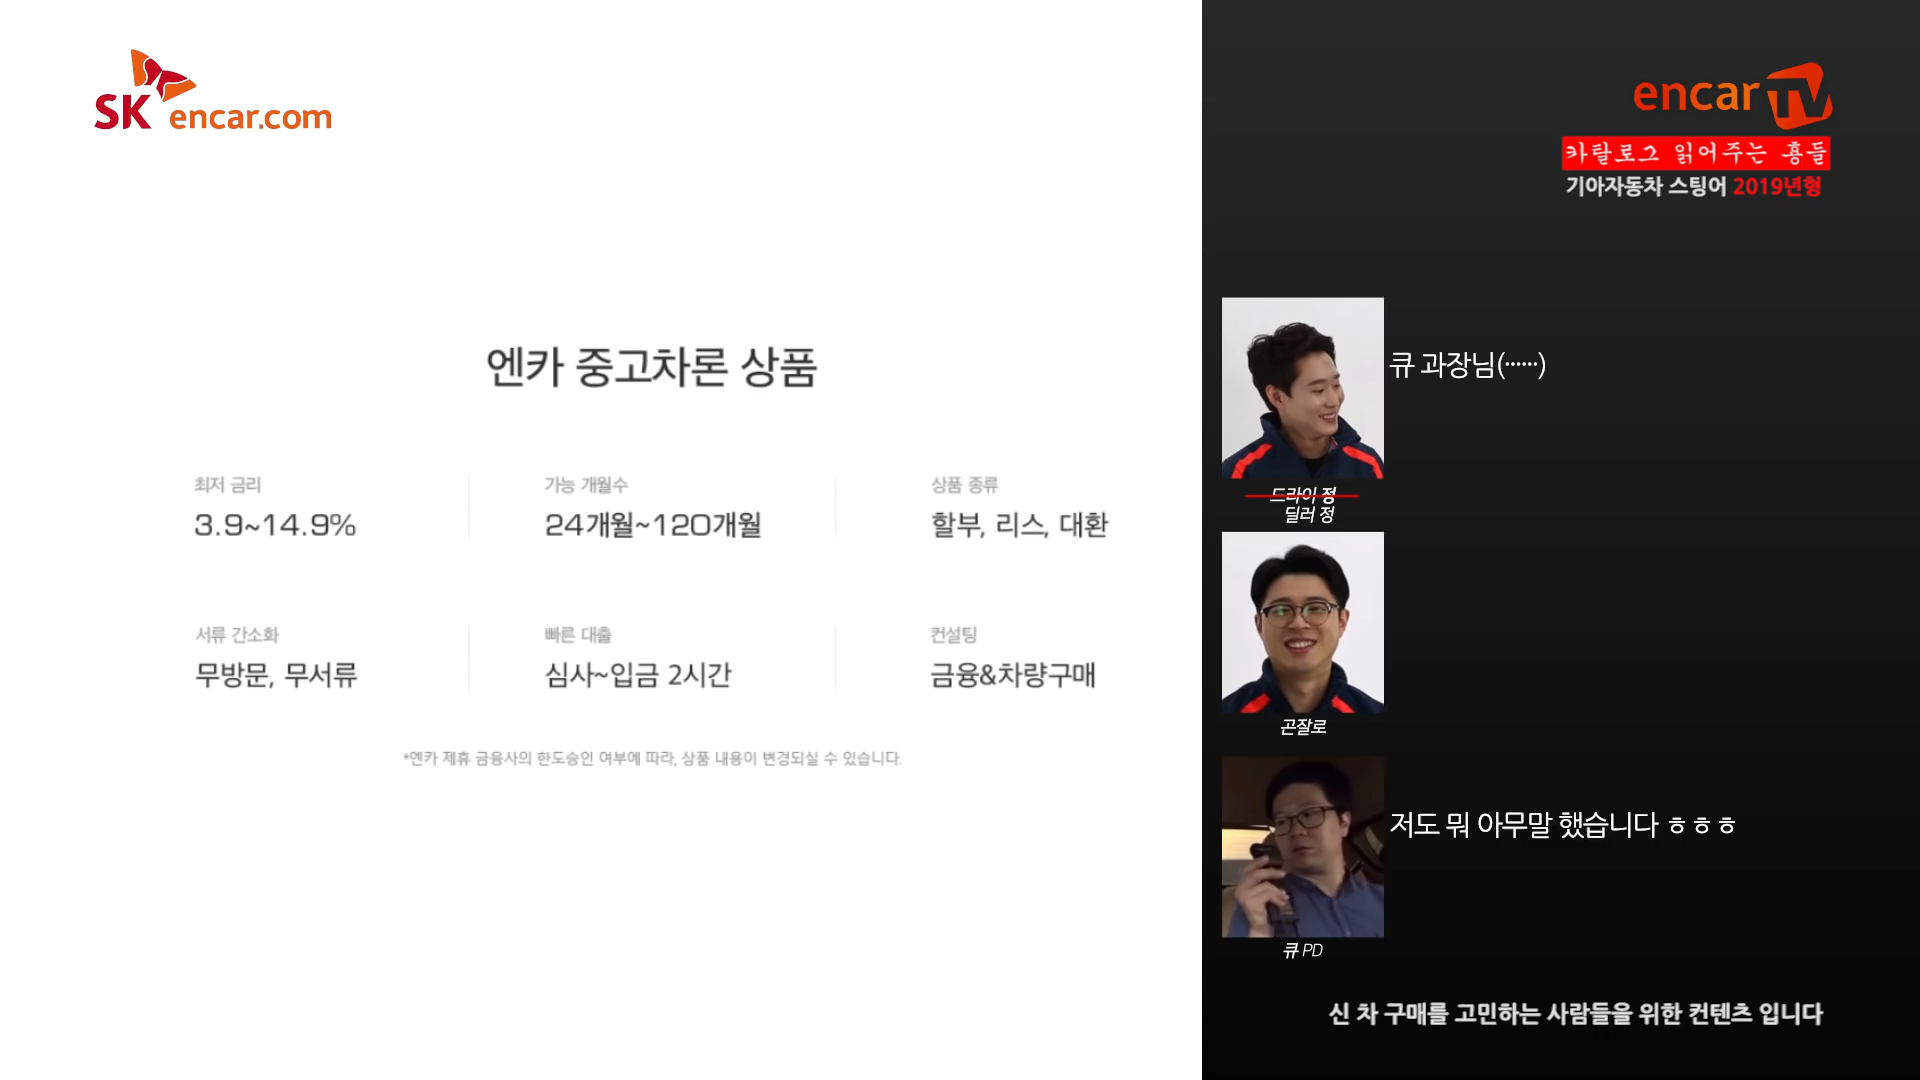 SK encar.com
엔카 중고차론 상품
최저 금리
3.9~14.9%
가능 개월수
24개월~120개월
상품 종류
할부, 리스, 대환
서류 간소화
무방문, 무서류
빠른 대출
심사~입금 2시간
컨설팅
금융&차량구매
*엔카 제휴 금융사의 한도승인 여부에 따라, 상품 내용이 변경되실 수 있습니다.
encar TV
카탈로그 읽어주는 흉들
기아자동차 스팅어 2019년형
큐 과장님(······)
드라이 정
딜러 정
곤잘로
저도 뭐 아무말 했습니다 ㅎㅎㅎ
큐 PD
신 차 구매를 고민하는 사람들을 위한 컨텐츠 입니다